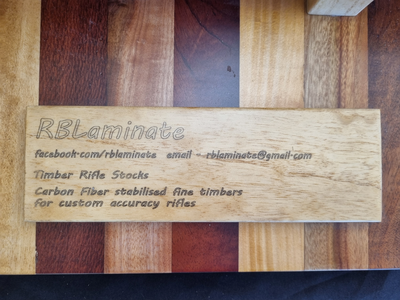 RBLaminate
facebook.com/rblaminate email - rblaminate@gmail.com
Timber Rifle Stocks
Carbon Fiber stabilised fine timbers
for custom accuracy rifles.